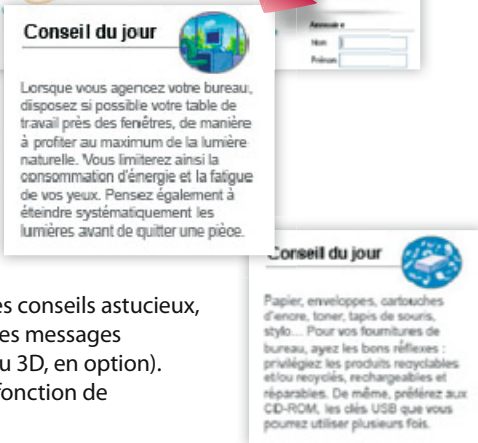 Conseil du jour
Lorsque vous agencez votre bureau,
disposez si possible votre table de
travail près des fenêtres, de manière
à profiter au maximum de la lumière
naturelle. Vous limiterez ainsi la
consommation d'énergie et la fatigue
de vos yeux. Pensez également à
éteindre systématiquement les
lumières avant de quitter une pièce.
Annuaire
Nom
Prénom
es conseils astucieux,
es messages
u 3D, en option).
fonction de
Conseil du jour
Papier, enveloppes, cartouches
d'encre, toner, tapis de souris,
stylo... Pour vos fournitures de
bureau, ayez les bons réflexes :
privilégiez les produits recyclables
et/ou recyclés, rechargeables et
réparables. De même, préférez aux
CD-ROM, les clés USB que vous
pourrez utiliser plusieurs fois.